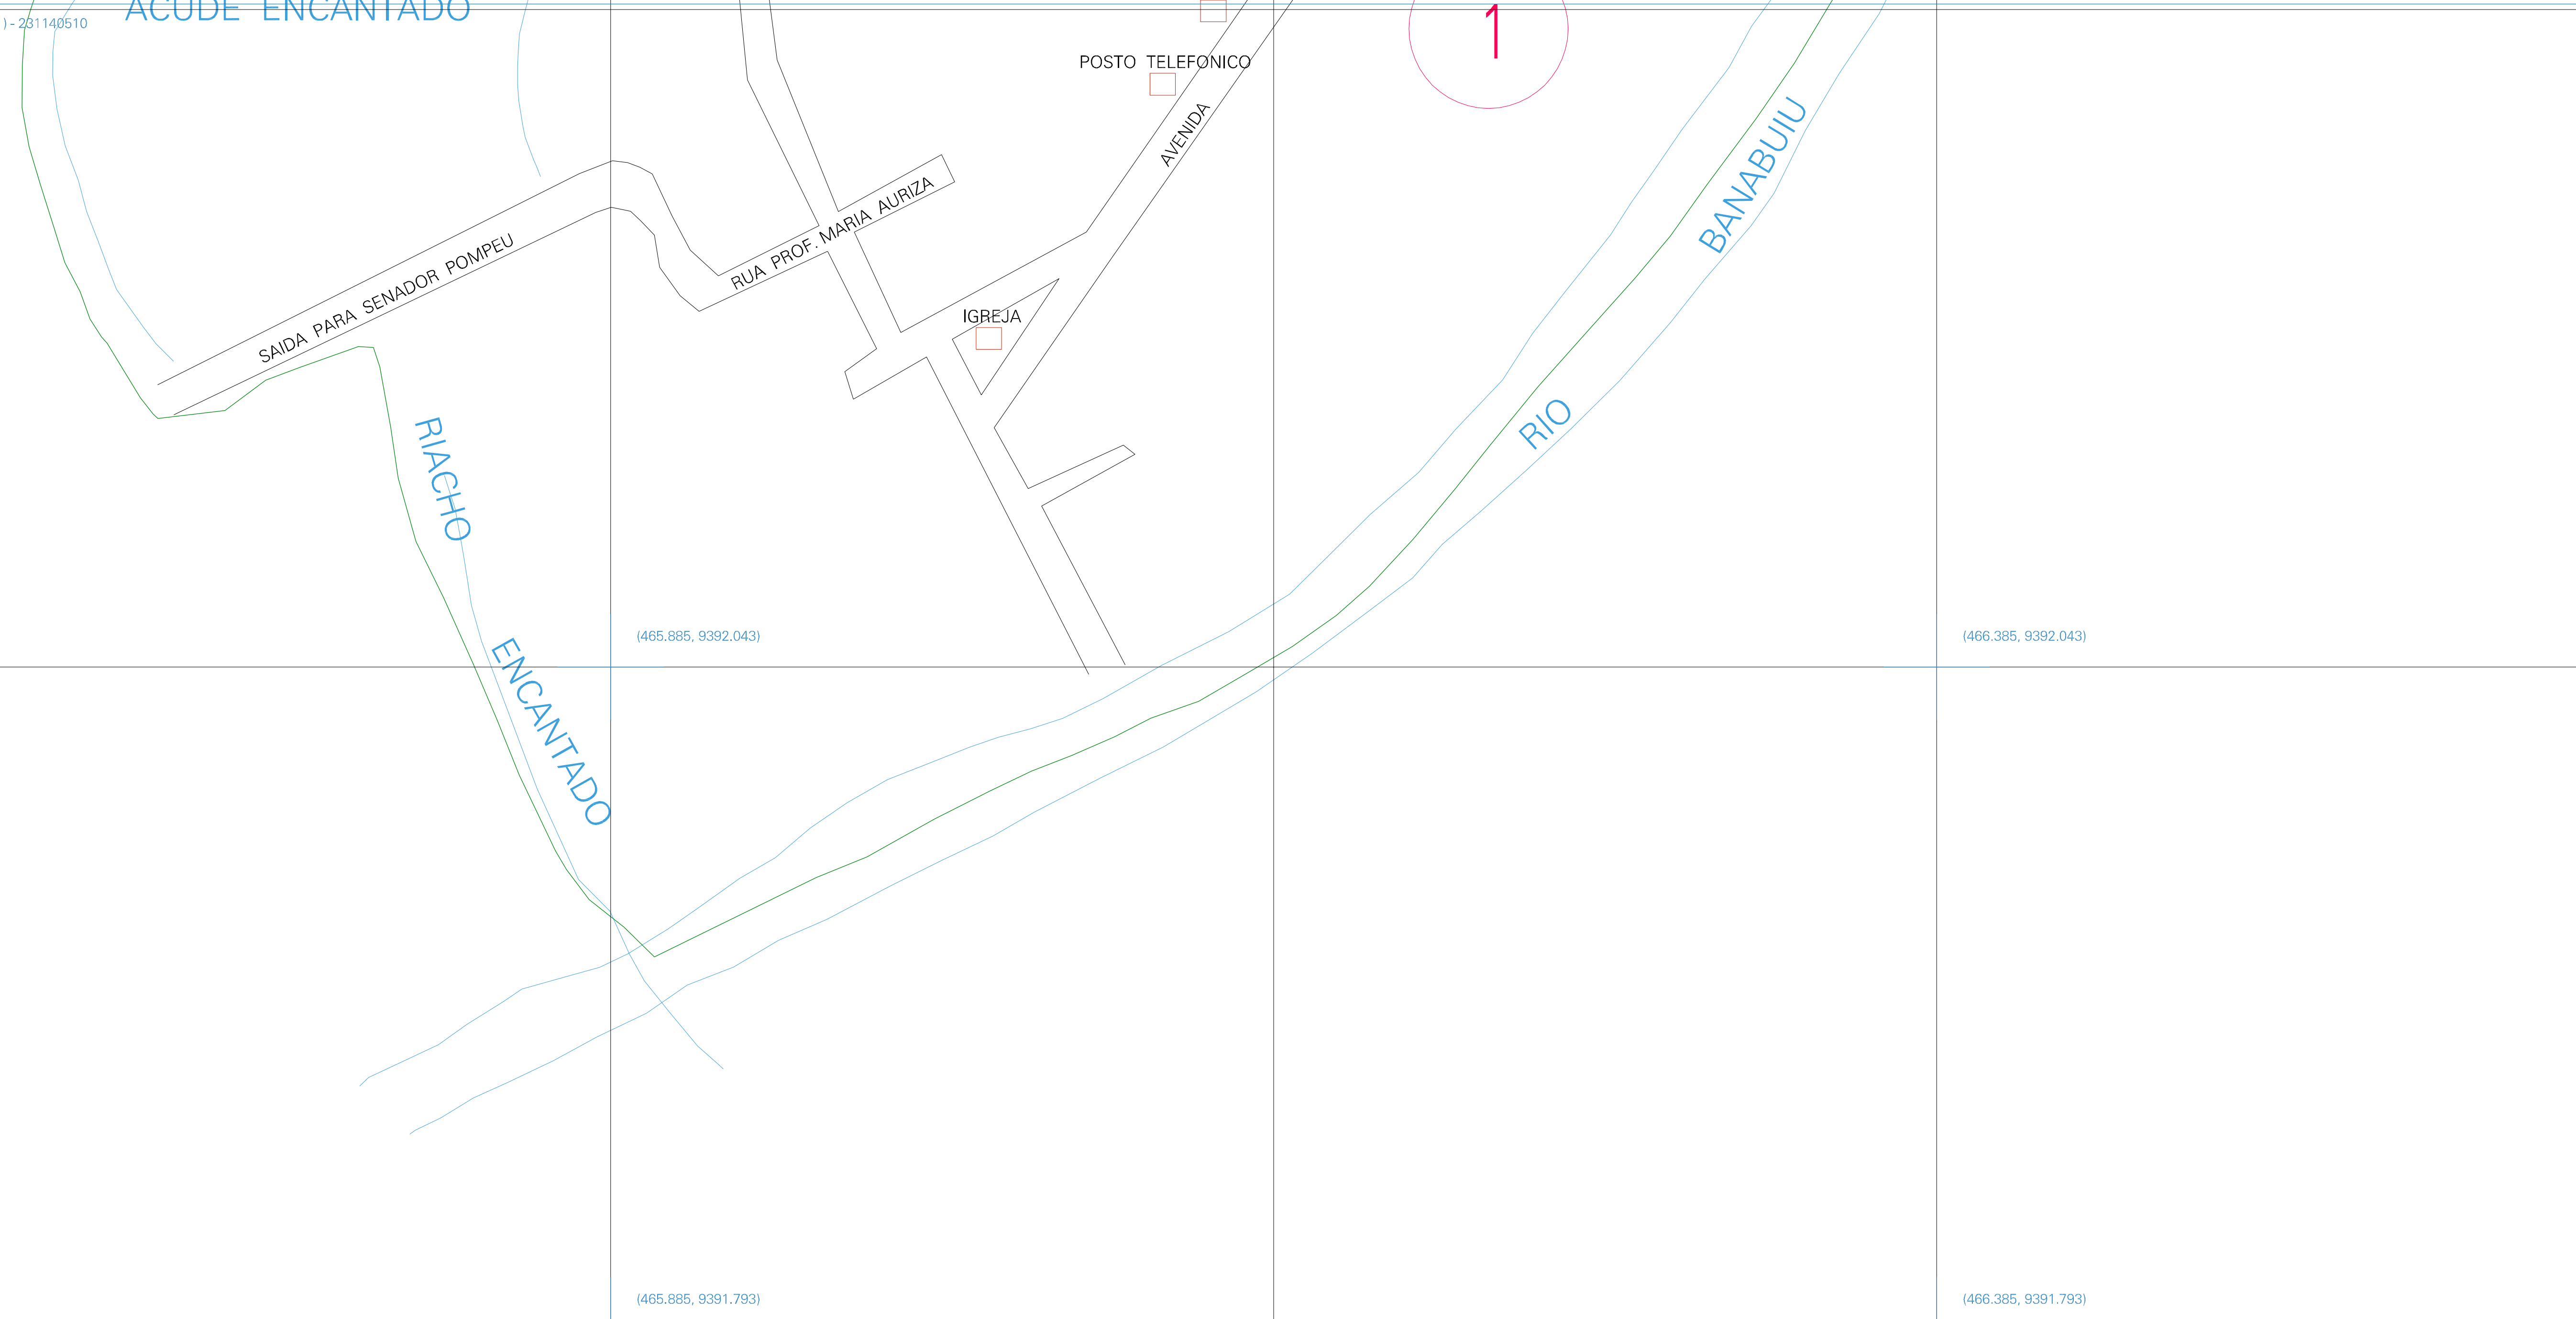 ACUDE ENCANTADO
) - 231140510
1
POSTO TELEFONICO
AVENIDA
BANABUIU
RUA PROF. MARIA AURIZA
SAIDA PARA SENADOR POMPEU
IGREJA
RIO
RIACHO
ENCANTADO
(465.885, 9392.043)
(466.385, 9392.043)
(465.885, 9391.793)
(466.385, 9391.793)